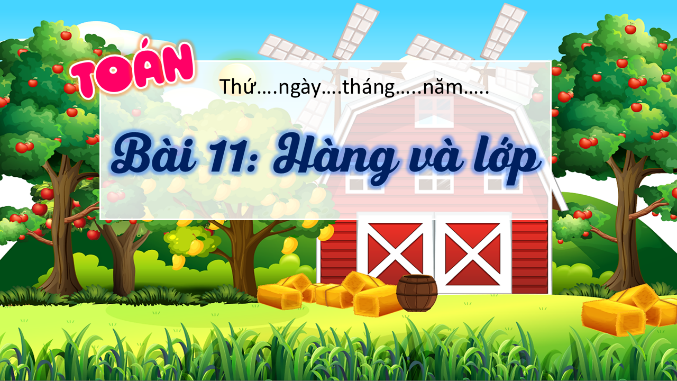 TOÁN
Thứ....ngày....tháng.....năm.....
Bài 11: Hàng và lớp